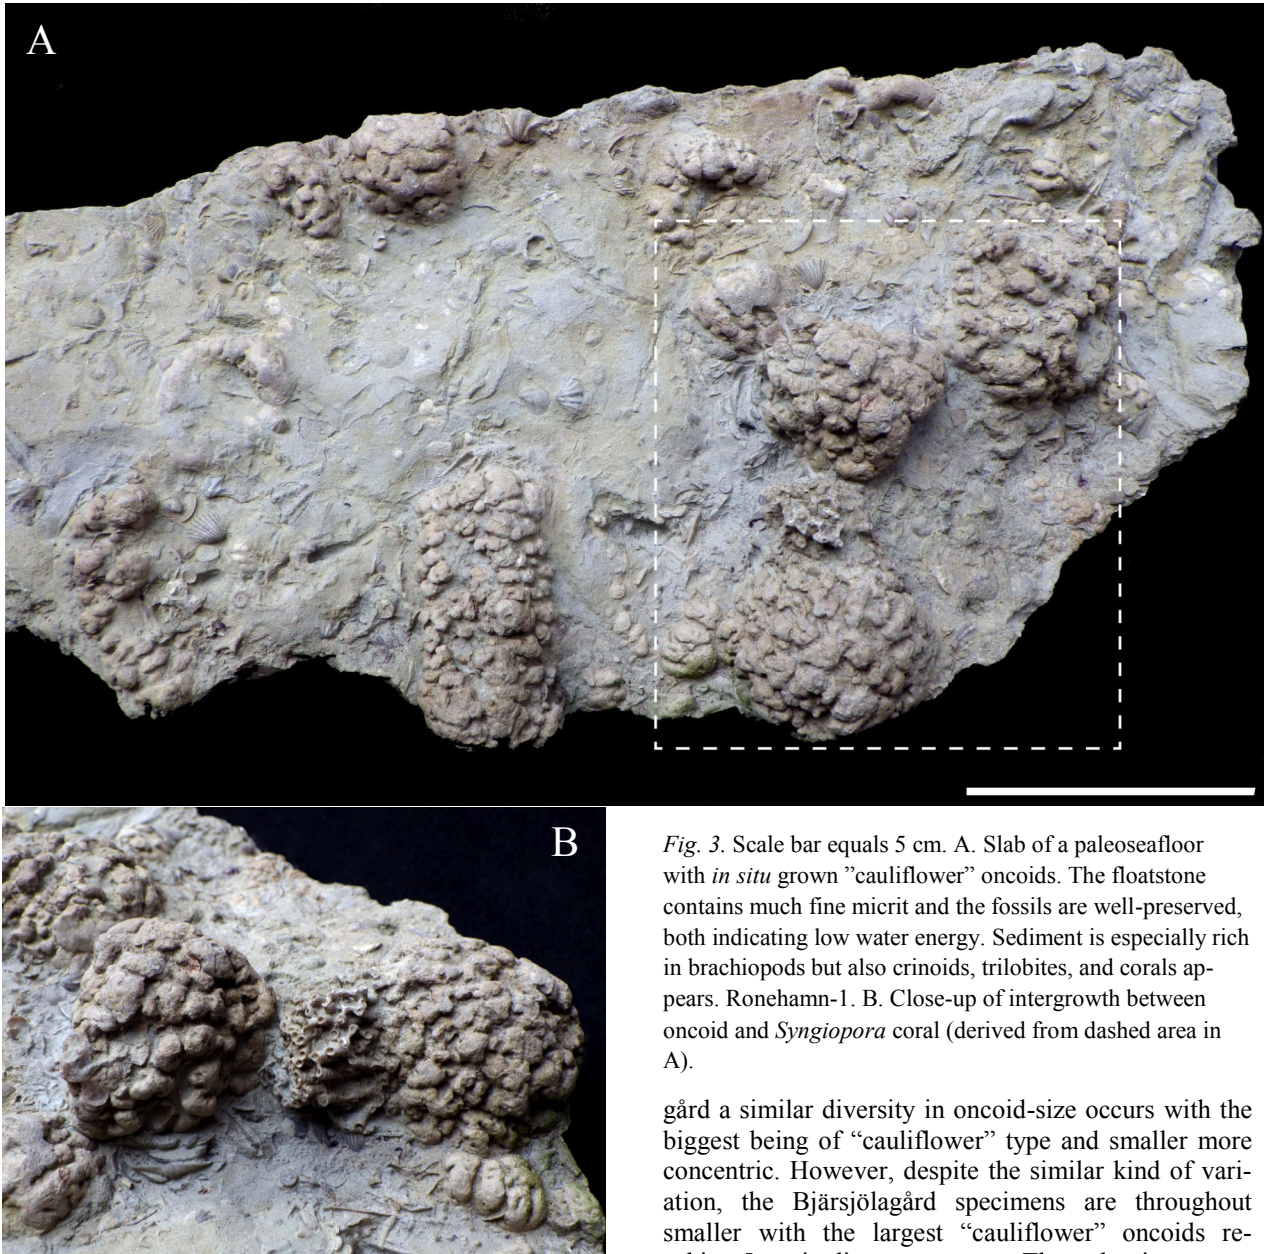 A
B
Fig. 3. Scale bar equals 5 cm. A. Slab of a paleoseafloor
with in situ grown ”cauliflower” oncoids. The floatstone
contains much fine micrit and the fossils are well-preserved,
both indicating low water energy. Sediment is especially rich
in brachiopods but also crinoids, trilobites, and corals ap-
pears. Ronehamn-1. B. Close-up of intergrowth between
oncoid and Syngiopora coral (derived from dashed area in
A).
gård a similar diversity in oncoid-size occurs with the
biggest being of “cauliflower” type and smaller more
concentric. However, despite the similar kind of vari-
ation, the Bjärsjölagård specimens are throughout
smaller with the largest “cauliflower” oncoids re-